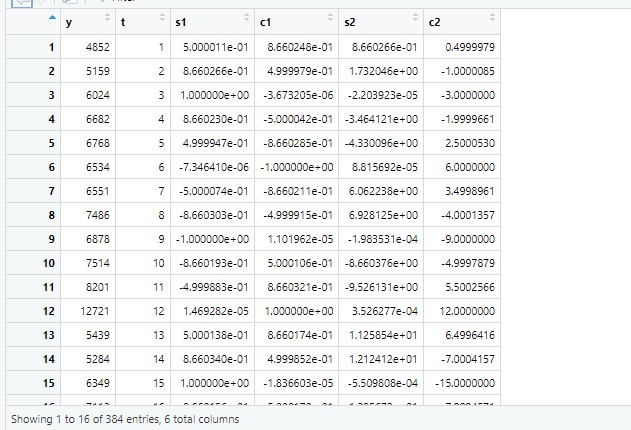 y t s1 c1 s2 c2
1 4852 1 5.000011e-01 8.660248e-01 8.660266e-01 0.4999979
2 5159 2 8.660266e-01 4.999979e-01 1.732046e+00 -1.0000085
3 6024 3 1.000000e+00 -3.673205e-06 -2.203923e-05 -3.0000000
4 6682 4 8.660230e-01 -5.000042e-01 -3.464121e+00 -1.9999661
5 6768 5 4.999947e-01 -8.660285e-01 -4.330096e+00 2.5000530
6 6534 6 -7.346410e-06 -1.000000e+00 8.815692e-05 6.0000000
7 6551 7 -5.000074e-01 -8.660211e-01 6.062238e+00 3.4998961
8 7486 8 -8.660303e-01 -4.999915e-01 6.928125e+00 -4.0001357
9 6878 9 -1.000000e+00 1.101962e-05 -1.983531e-04 -9.0000000
10 7514 10 -8.660193e-01 5.000106e-01 -8.660376e+00 -4.9997879
11 8201 11 -4.999883e-01 8.660321e-01 -9.526131e+00 5.5002566
12 12721 12 1.469282e-05 1.000000e+00 3.526277e-04 12.0000000
13 5439 13 5.000138e-01 8.660174e-01 1.125854e+01 6.4996416
14 5284 14 8.660340e-01 4.999852e-01 1.212412e+01 -7.0004157
15 6349 15 1.000000e+00 -1.836603e-05 -5.509808e-04 -15.0000000
Showing 1 to 16 of 384 entries, 6 total columns